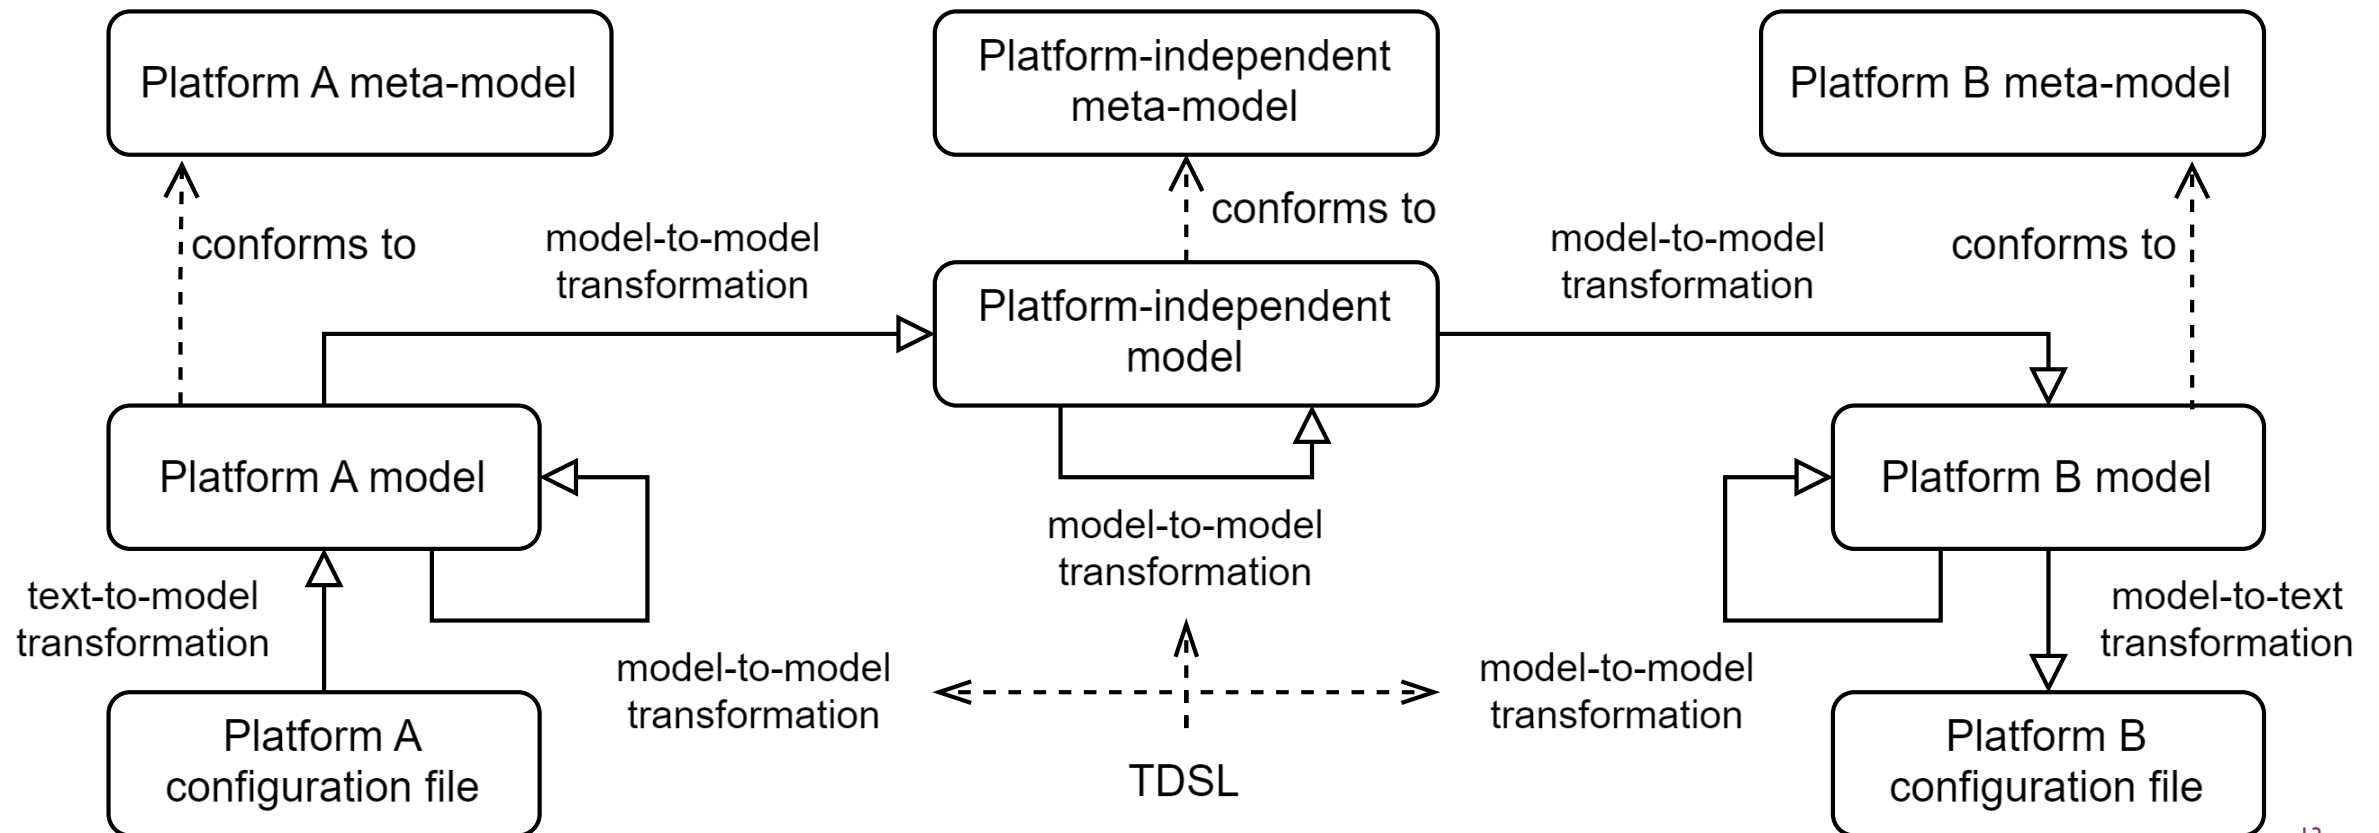 Platform A meta-model
Platform-independent
meta-model
Platform B meta-model
conforms to
model-to-model
transformation
conforms to
model-to-model
transformation
conforms to
Platform-independent
model
Platform A model
Platform B model
model-to-model
transformation
text-to-model
transformation
model-to-text
transformation
model-to-model
transformation
model-to-model
transformation
Platform A
configuration file
TDSL
Platform B
configuration file